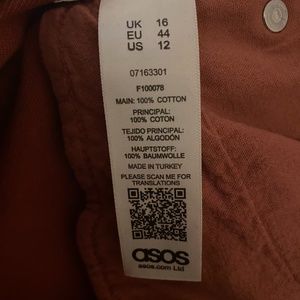 UK 16
EU 44
US 12
07163301
F100078
MAIN: 100% COTTON
PRINCIPAL:
100% COTON
TEJIDO PRINCIPAL:
100% ALGODÓN
HAUPTSTOFF:
100% BAUMWOLLE
MADE IN TURKEY
PLEASE SCAN ME FOR
TRANSLATIONS
asos
asos.com Ltd